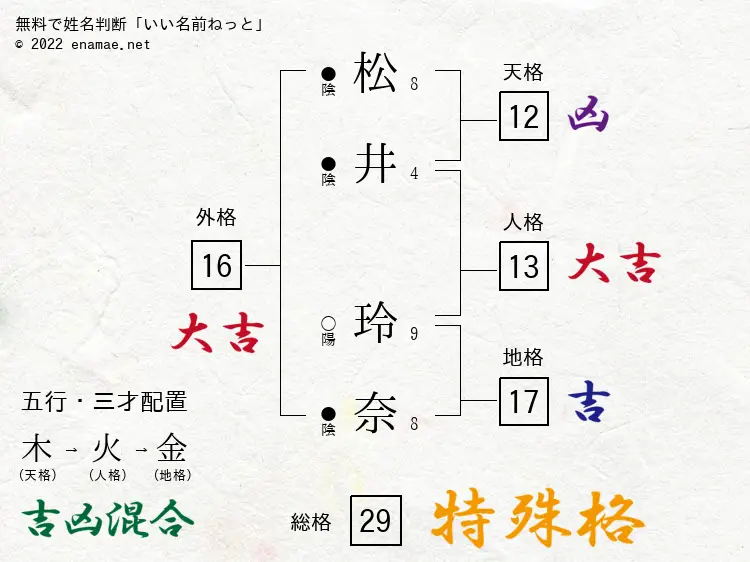 無料で姓名判断「いい名前ねっと」
© 2022 enamae.net
●陰 松 8
●陰 井 4
○陽 玲 9
●陰 奈 8
天格
12 凶
人格
13 大吉
地格
17 吉
外格
16
大吉
五行・三才配置
木 → 火 → 金
(天格) (人格) (地格)
吉凶混合
総格 29 特殊格